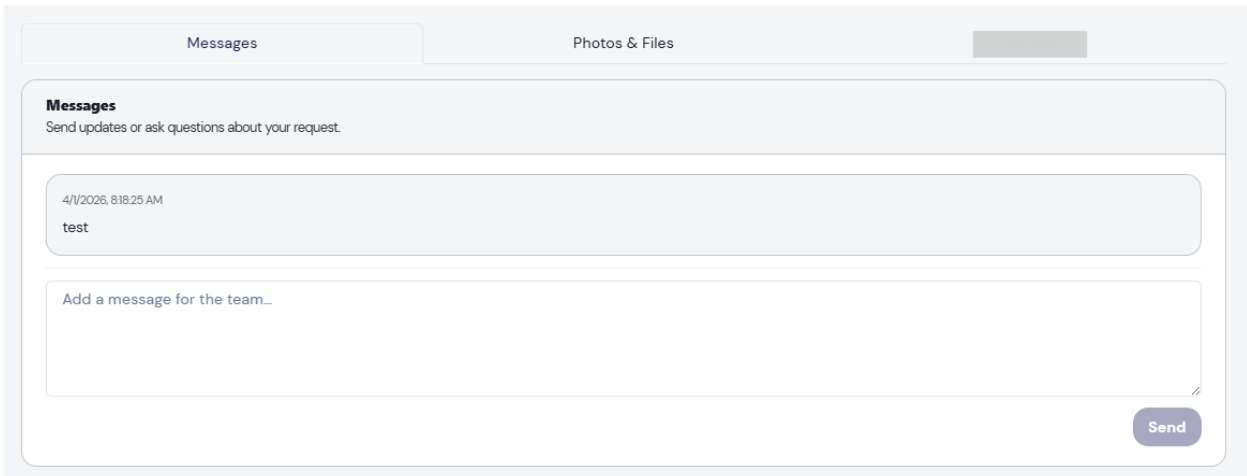 Messages
Photos & Files
Messages
Send updates or ask questions about your request.
4/1/2026, 8:18:25 AM
test
Add a message for the team...
Send